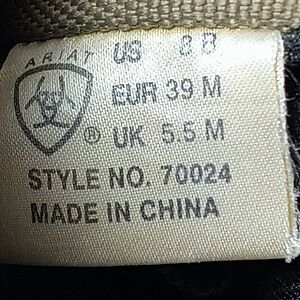 ARIAT US 8 B
EUR 39 M
® UK 5.5 M
STYLE NO. 70024
MADE IN CHINA